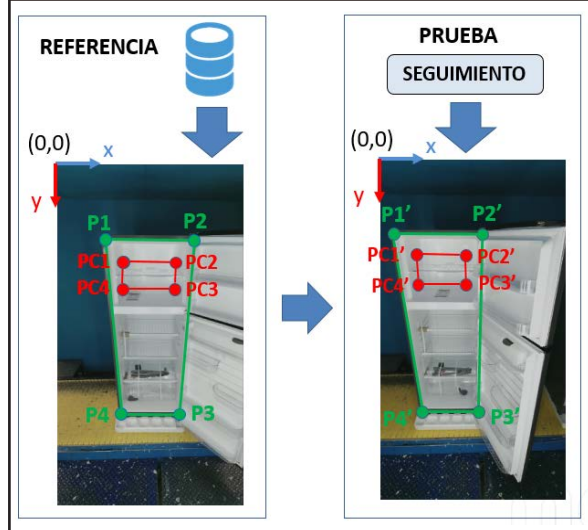 REFERENCIA
(0,0)
x
y
P1
P2
PC1
PC2
PC4
PC3
P4
P3
PRUEBA
SEGUIMIENTO
(0,0)
x
y
P1'
P2'
PC1'
PC2'
PC4'
PC3'
P4'
P3'